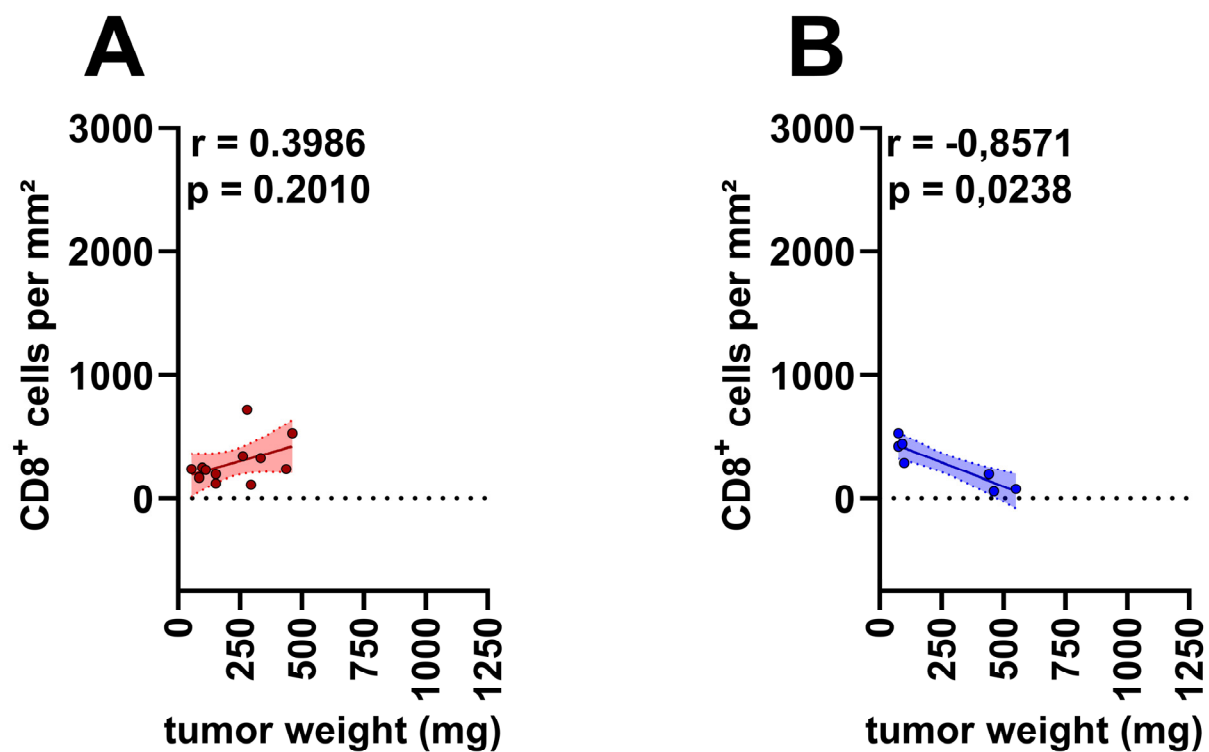 A
B
3000
2000
1000
0
CD8⁺ cells per mm²
r = 0.3986
p = 0.2010
0
250
500
750
1000
1250
tumor weight (mg)
3000
2000
1000
0
CD8⁺ cells per mm²
r = -0,8571
p = 0,0238
0
250
500
750
1000
1250
tumor weight (mg)